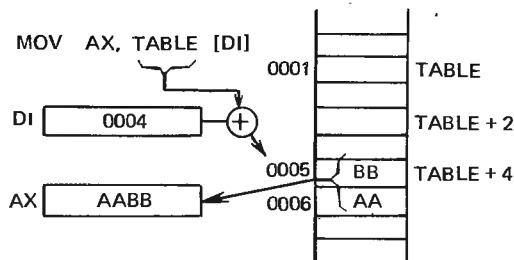 MOV AX, TABLE [DI]
0001 TABLE
DI 0004 + TABLE + 2
0005 BB TABLE + 4
AX AABB 0006 AA